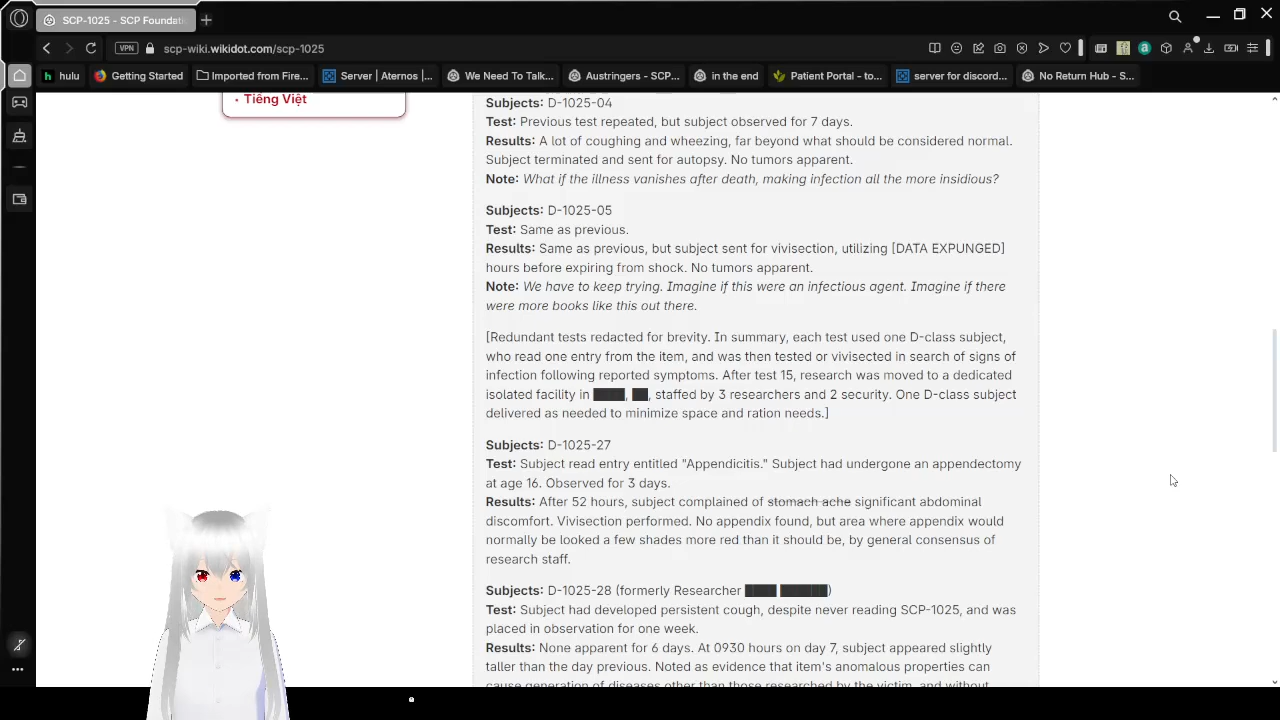 SCP-1025 - SCP Foundati
VPN
scp-wiki.wikidot.com/scp-1025
hulu
Getting Started
Imported from Fire...
Server | Aternos |...
We Need To Talk...
Austringers - SCP...
in the end
Patient Portal - to...
server for discord...
No Return Hub - S...
Tiếng Việt
Subjects: D-1025-04
Test: Previous test repeated, but subject observed for 7 days.
Results: A lot of coughing and wheezing, far beyond what should be considered normal.
Subject terminated and sent for autopsy. No tumors apparent.
Note: What if the illness vanishes after death, making infection all the more insidious?
Subjects: D-1025-05
Test: Same as previous.
Results: Same as previous, but subject sent for vivisection, utilizing [DATA EXPUNGED]
hours before expiring from shock. No tumors apparent.
Note: We have to keep trying. Imagine if this were an infectious agent. Imagine if there
were more books like this out there.
[Redundant tests redacted for brevity. In summary, each test used one D-class subject,
who read one entry from the item, and was then tested or vivisected in search of signs of
infection following reported symptoms. After test 15, research was moved to a dedicated
isolated facility in ████, ██, staffed by 3 researchers and 2 security. One D-class subject
delivered as needed to minimize space and ration needs.]
Subjects: D-1025-27
Test: Subject read entry entitled "Appendicitis." Subject had undergone an appendectomy
at age 16. Observed for 3 days.
Results: After 52 hours, subject complained of stomach ache significant abdominal
discomfort. Vivisection performed. No appendix found, but area where appendix would
normally be looked a few shades more red than it should be, by general consensus of
research staff.
Subjects: D-1025-28 (formerly Researcher ████ ██████)
Test: Subject had developed persistent cough, despite never reading SCP-1025, and was
placed in observation for one week.
Results: None apparent for 6 days. At 0930 hours on day 7, subject appeared slightly
taller than the day previous. Noted as evidence that item's anomalous properties can
cause generation of diseases other than those researched by the victim, and without